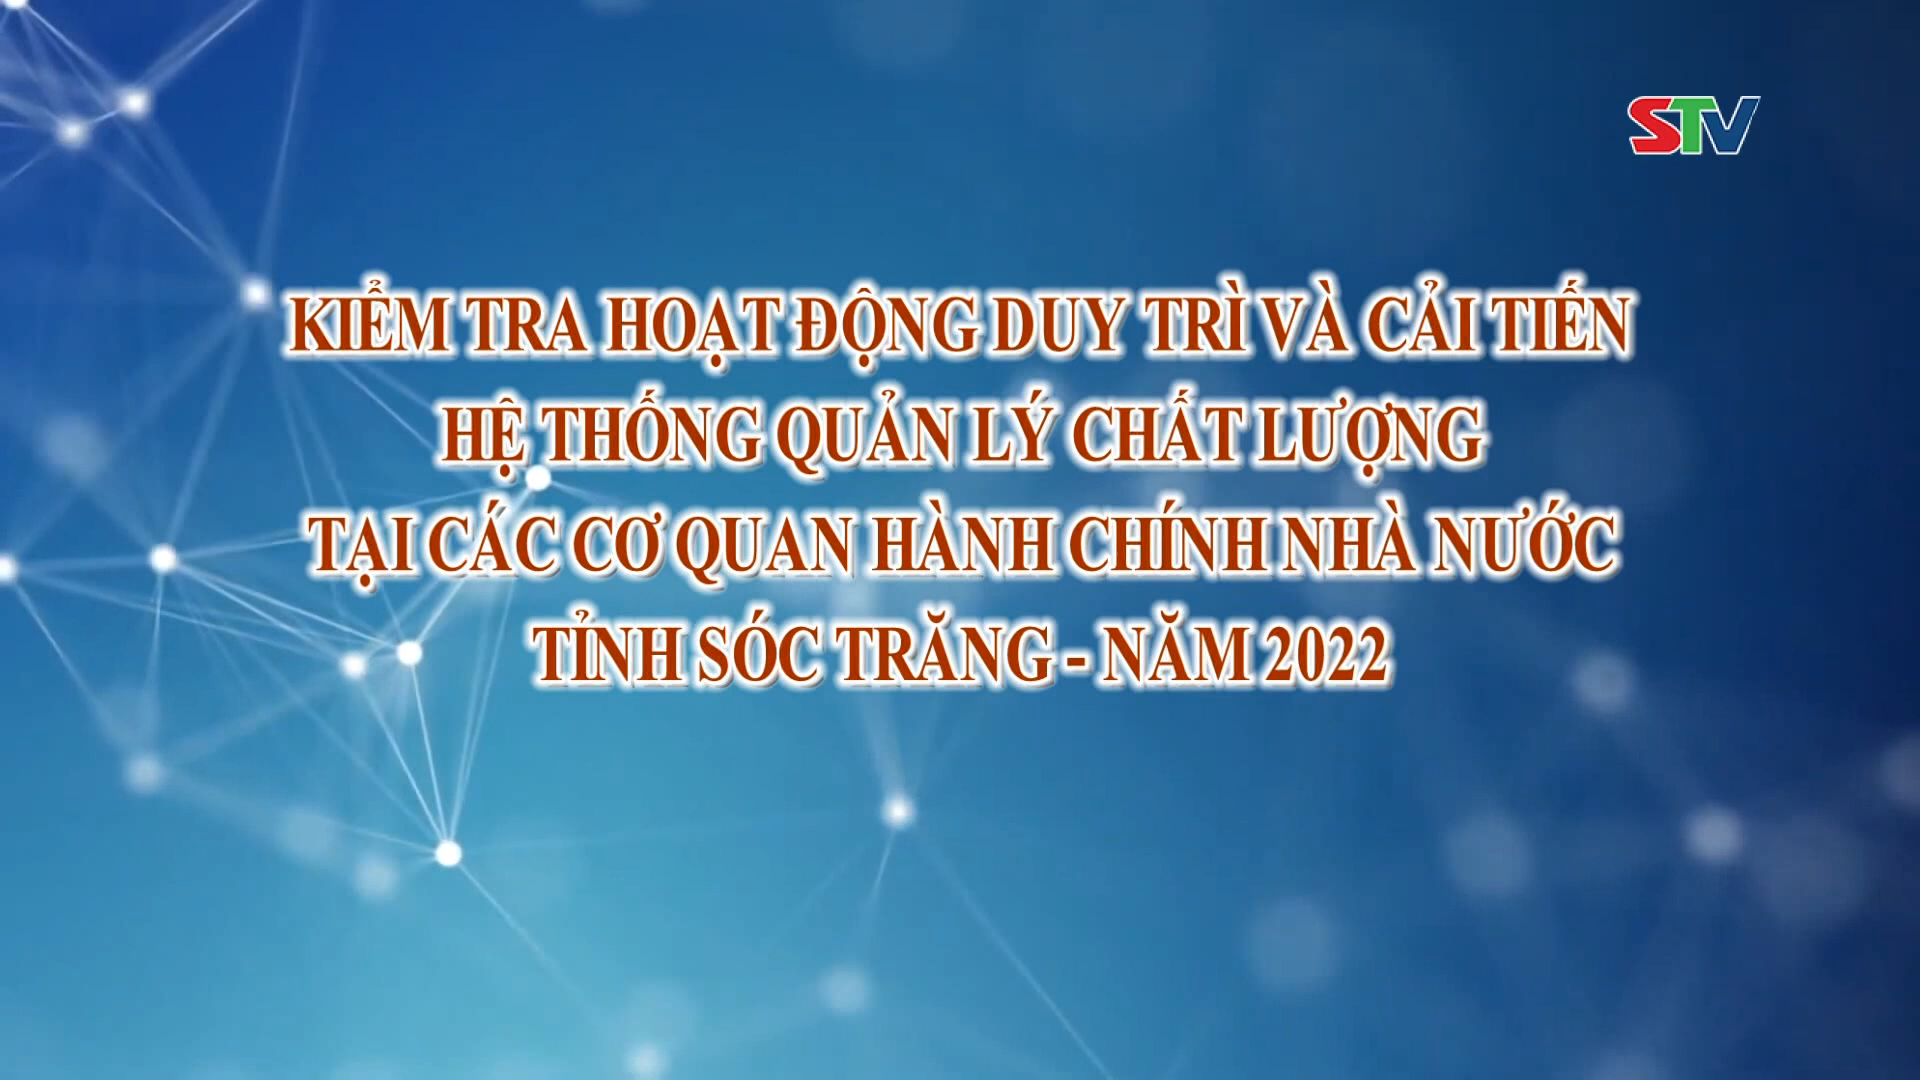 STV
KIỂM TRA HOẠT ĐỘNG DUY TRÌ VÀ CẢI TIẾN
HỆ THỐNG QUẢN LÝ CHẤT LƯỢNG
TẠI CÁC CƠ QUAN HÀNH CHÍNH NHÀ NƯỚC
TỈNH SÓC TRĂNG - NĂM 2022